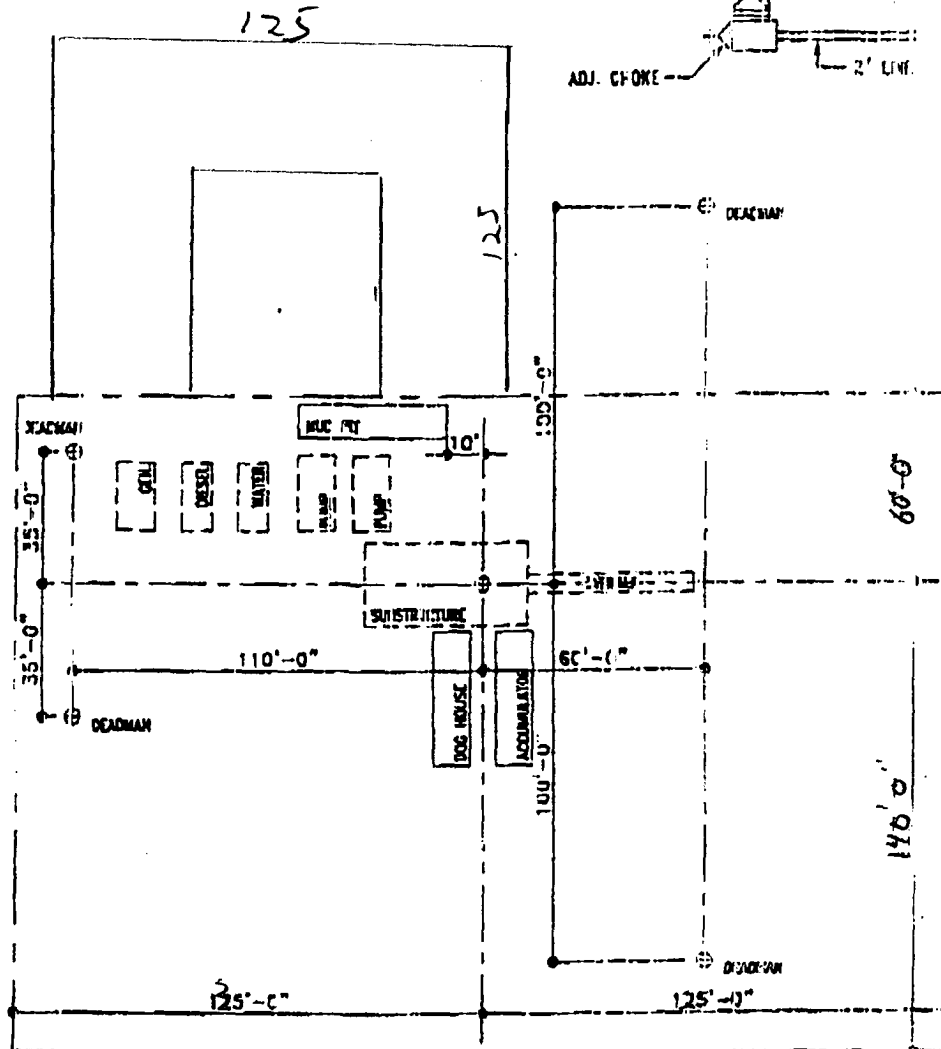 125
ADJ. CHOKE
2" LINE
DEADMAN
125
100'-0"
DEADMAN
MUD PIT
10'
GEN
DIESEL
WATER
PUMP
PUMP
35'-0"
60'-0"
SUBSTRUCTURE
35'-0"
110'-0"
60'-0"
DEADMAN
DOG HOUSE
ACCUMULATOR
100'-0
140'0"
DEADMAN
125'-0"
125'-0"